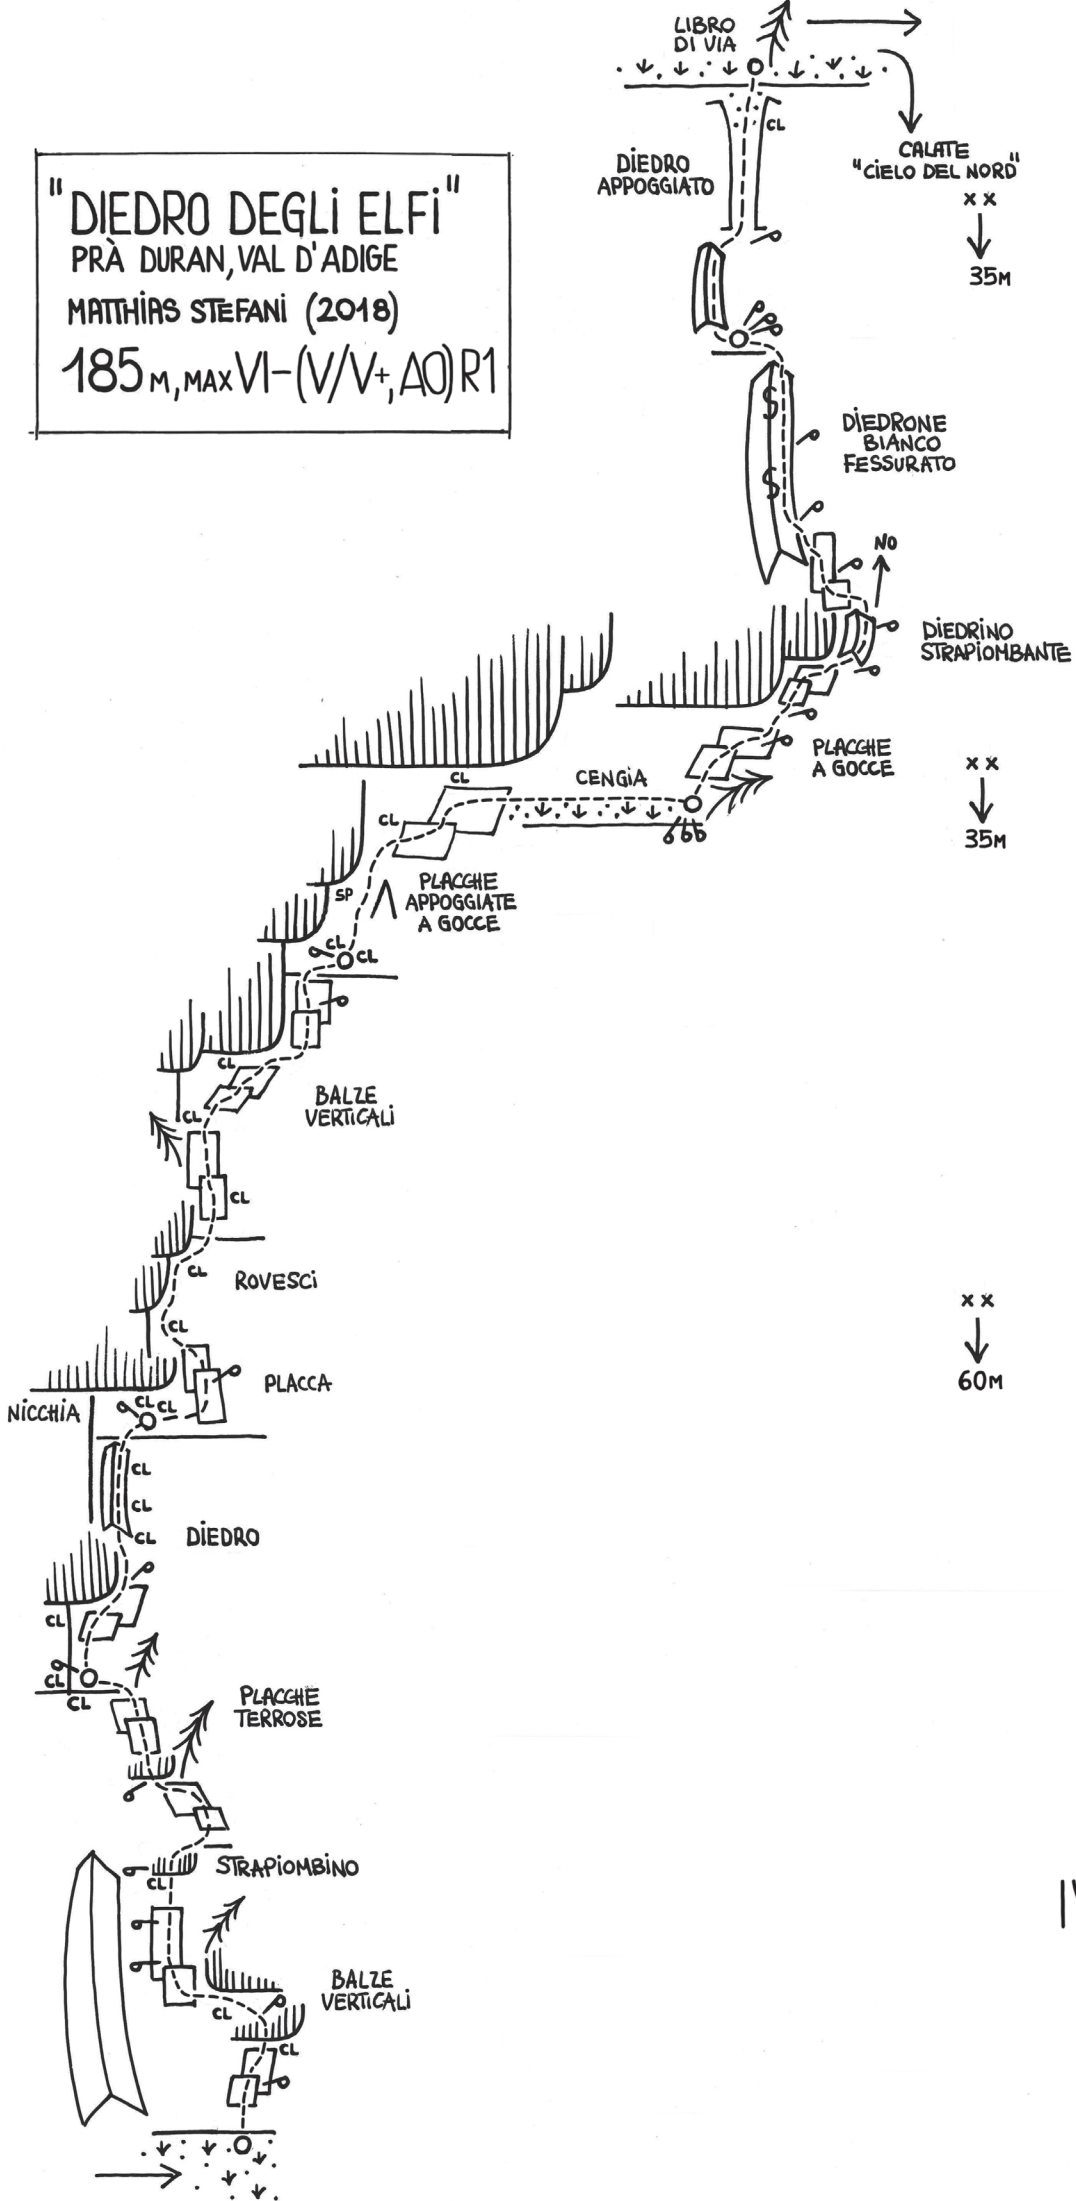 LIBRO
DI VIA
CL
DIEDRO
APPOGGIATO
CALATE
"CIELO DEL NORD"
x x
35M
"DIEDRO DEGLI ELFI"
PRÀ DURAN, VAL D'ADIGE
MATTHIAS STEFANI (2018)
185 M, MAX VI- (V/V+, A0) R1
DIEDRONE
BIANCO
FESSURATO
NO
DIEDRINO
STRAPIOMBANTE
PLACCHE
A GOCCE
x x
35M
CENGIA
CL
CL
PLACCHE
APPOGGIATE
A GOCCE
SP
CL
CL
CL
BALZE
VERTICALI
CL
CL
CL
ROVESCI
CL
x x
60M
PLACCA
NICCHIA
CL
CL
CL
CL
CL
DIEDRO
CL
CL
CL
PLACCHE
TERROSE
STRAPIOMBINO
CL
BALZE
VERTICALI
CL
CL